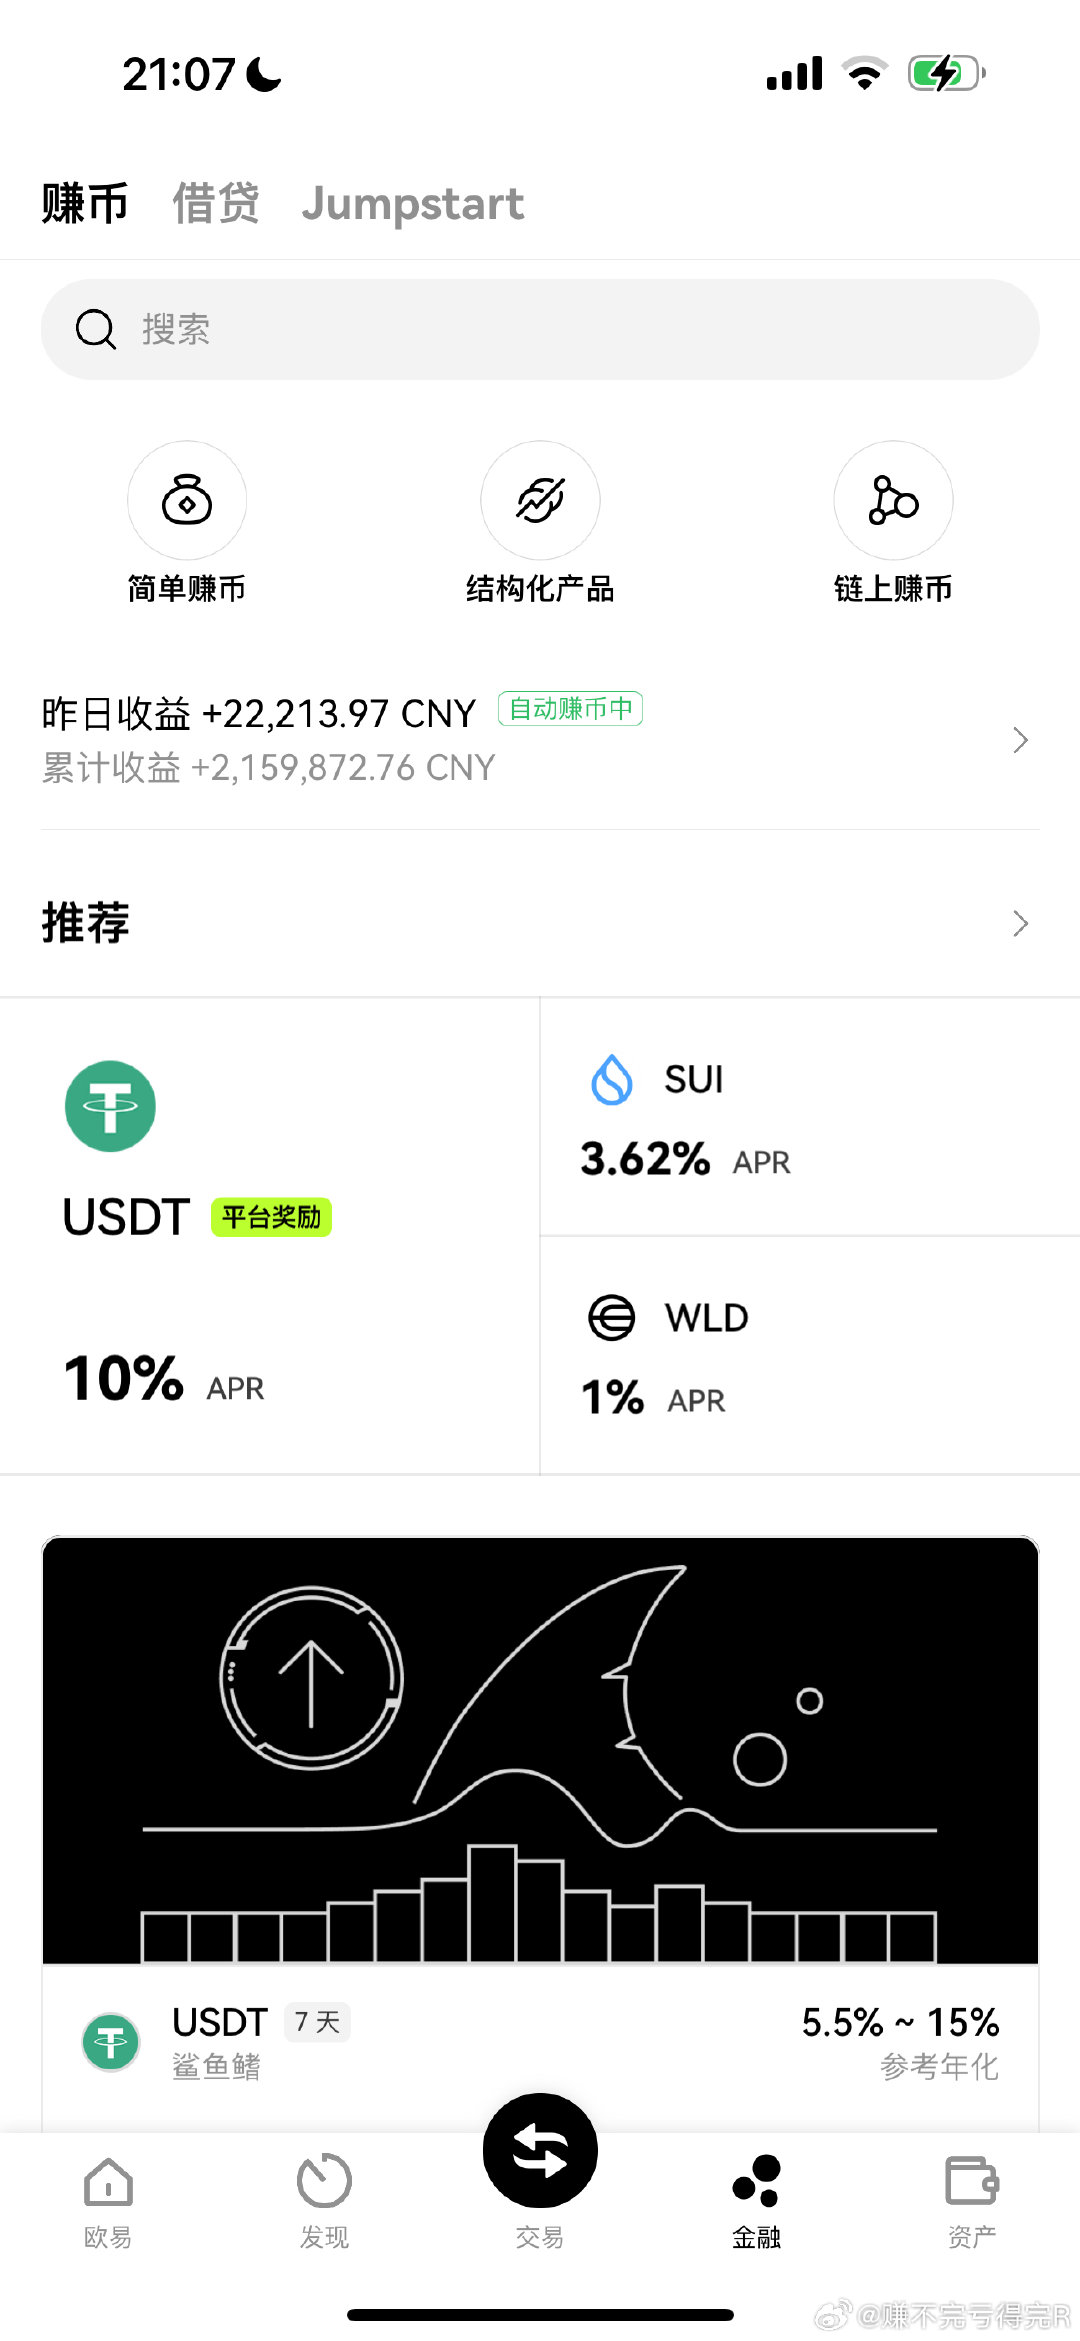 21:07
赚币 借贷 Jumpstart
搜索
简单赚币 结构化产品 链上赚币
昨日收益 +22,213.97 CNY 自动赚币中
累计收益 +2,159,872.76 CNY
推荐
USDT 平台奖励
10% APR
SUI
3.62% APR
WLD
1% APR
USDT 7 天
鲨鱼鳍
5.5% ~ 15%
参考年化
欧易 发现 交易 金融 资产
@赚不完亏得完R